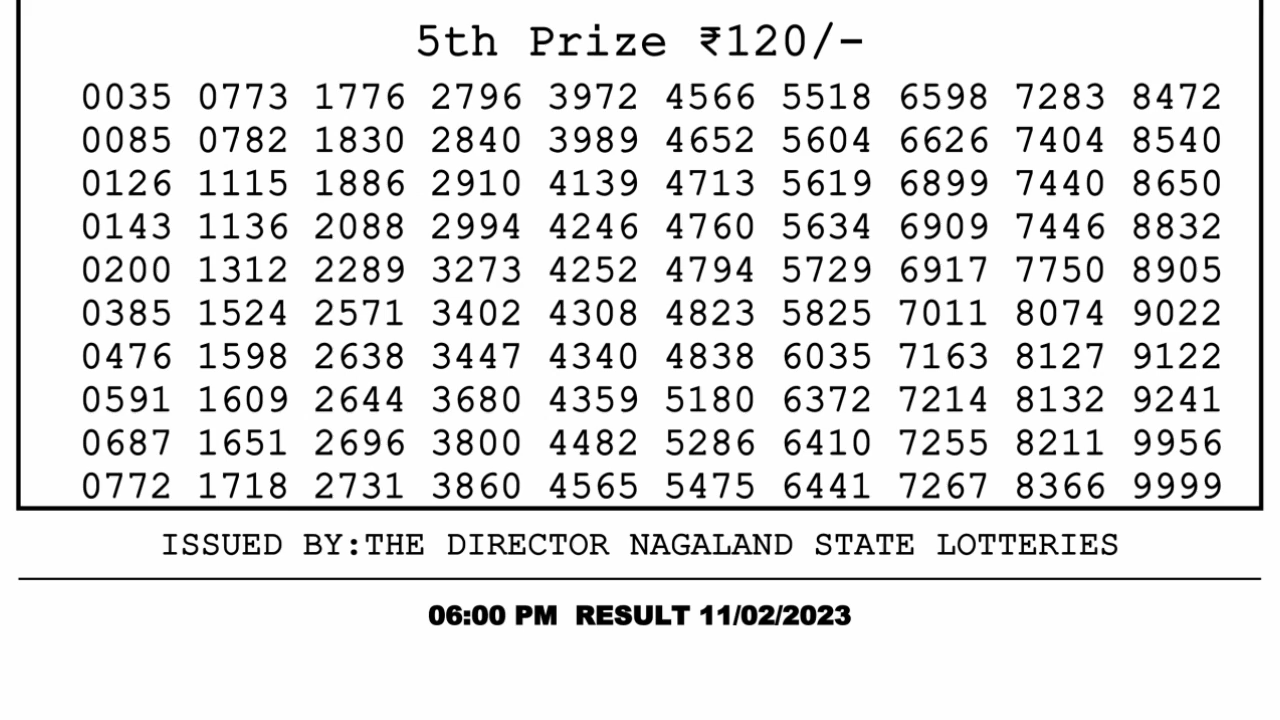 5th Prize ₹120/-
0035 0773 1776 2796 3972 4566 5518 6598 7283 8472
0085 0782 1830 2840 3989 4652 5604 6626 7404 8540
0126 1115 1886 2910 4139 4713 5619 6899 7440 8650
0143 1136 2088 2994 4246 4760 5634 6909 7446 8832
0200 1312 2289 3273 4252 4794 5729 6917 7750 8905
0385 1524 2571 3402 4308 4823 5825 7011 8074 9022
0476 1598 2638 3447 4340 4838 6035 7163 8127 9122
0591 1609 2644 3680 4359 5180 6372 7214 8132 9241
0687 1651 2696 3800 4482 5286 6410 7255 8211 9956
0772 1718 2731 3860 4565 5475 6441 7267 8366 9999
ISSUED BY:THE DIRECTOR NAGALAND STATE LOTTERIES
06:00 PM RESULT 11/02/2023